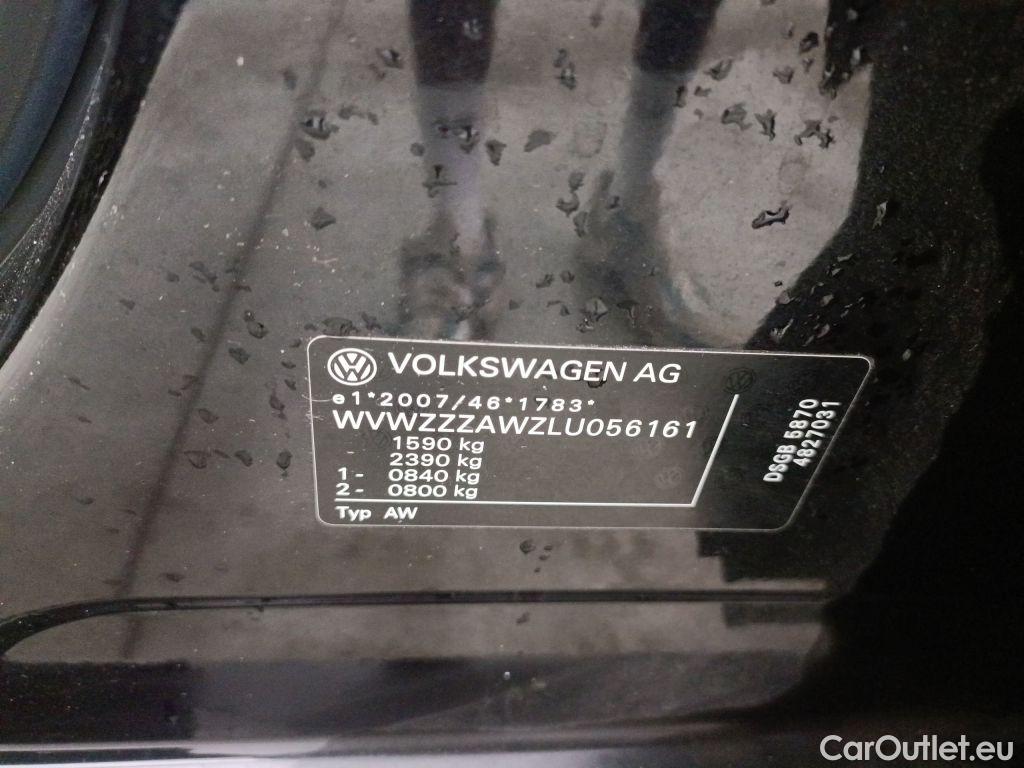 VOLKSWAGEN AG
e1*2007/46*1783*
WVWZZZAWZLU056161
1590 kg
2390 kg
1- 0840 kg
2- 0800 kg
Typ AW
DSGB 5870
4827031
CarOutlet.eu